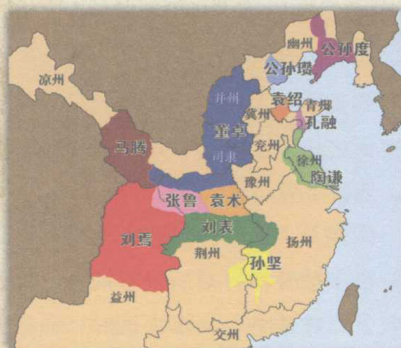 幽州
公孙度
公孙瓒
凉州
并州
袁绍
冀州
青州
孔融
董卓
马腾
兖州
司隶
徐州
陶谦
豫州
张鲁
袁术
刘表
刘焉
荆州
扬州
孙坚
益州
交州